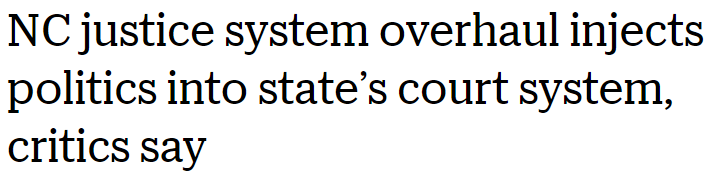 NC justice system overhaul injects
politics into state’s court system,
critics say